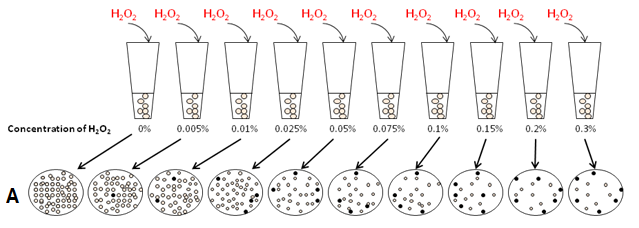 H₂O₂ H₂O₂ H₂O₂ H₂O₂ H₂O₂ H₂O₂ H₂O₂ H₂O₂ H₂O₂ H₂O₂
Concentration of H₂O₂ 0% 0.005% 0.01% 0.025% 0.05% 0.075% 0.1% 0.15% 0.2% 0.3%
A